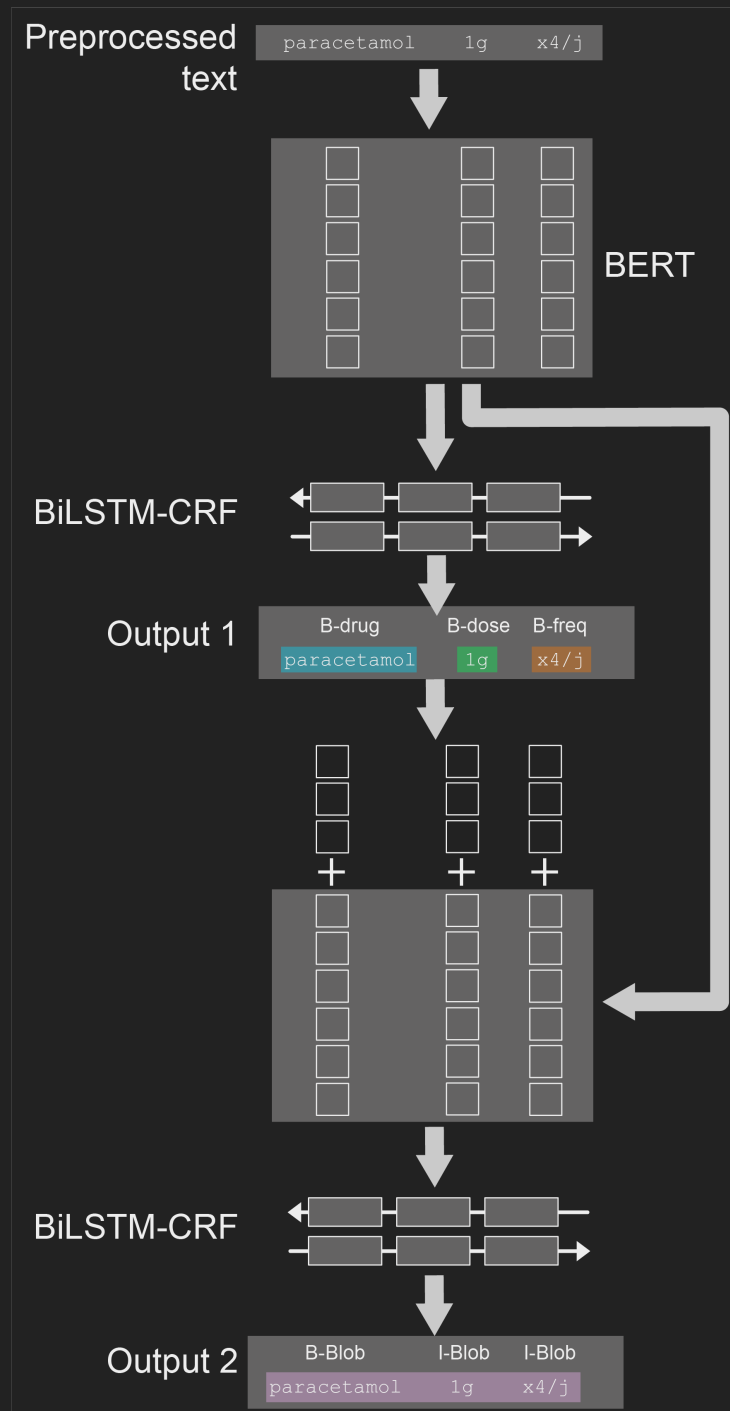 Preprocessed
text
paracetamol 1g x4/j
BERT
BiLSTM-CRF
Output 1
B-drug B-dose B-freq
paracetamol 1g x4/j
+ + +
BiLSTM-CRF
Output 2
B-Blob I-Blob I-Blob
paracetamol 1g x4/j